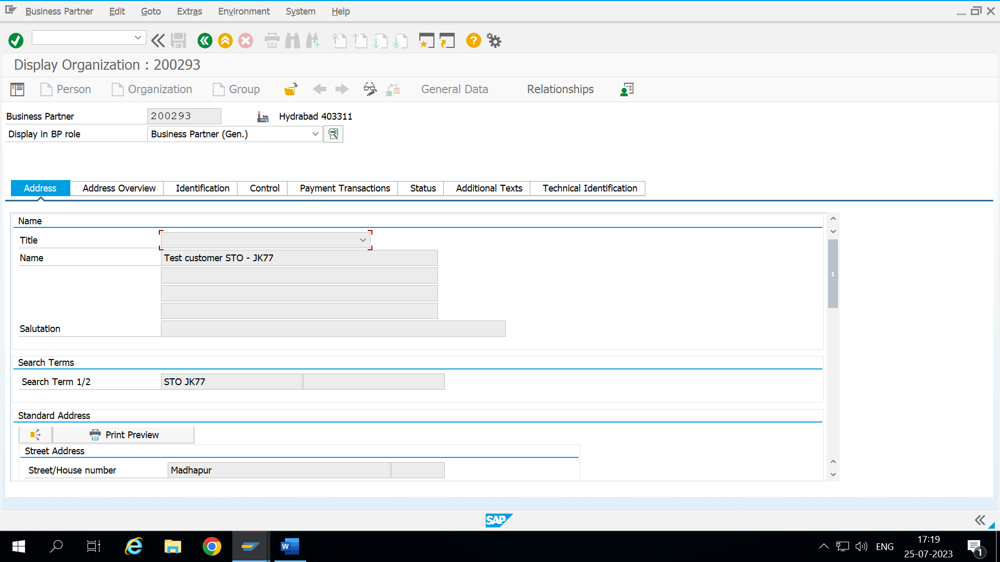 Business Partner Edit Goto Extras Environment System Help
Display Organization : 200293
Person Organization Group General Data Relationships
Business Partner 200293 Hydrabad 403311
Display in BP role Business Partner (Gen.)
Address Address Overview Identification Control Payment Transactions Status Additional Texts Technical Identification
Name
Title
Name Test customer STO - JK77
Salutation
Search Terms
Search Term 1/2 STO JK77
Standard Address
Print Preview
Street Address
Street/House number Madhapur
SAP
ENG 17:19
25-07-2023
1